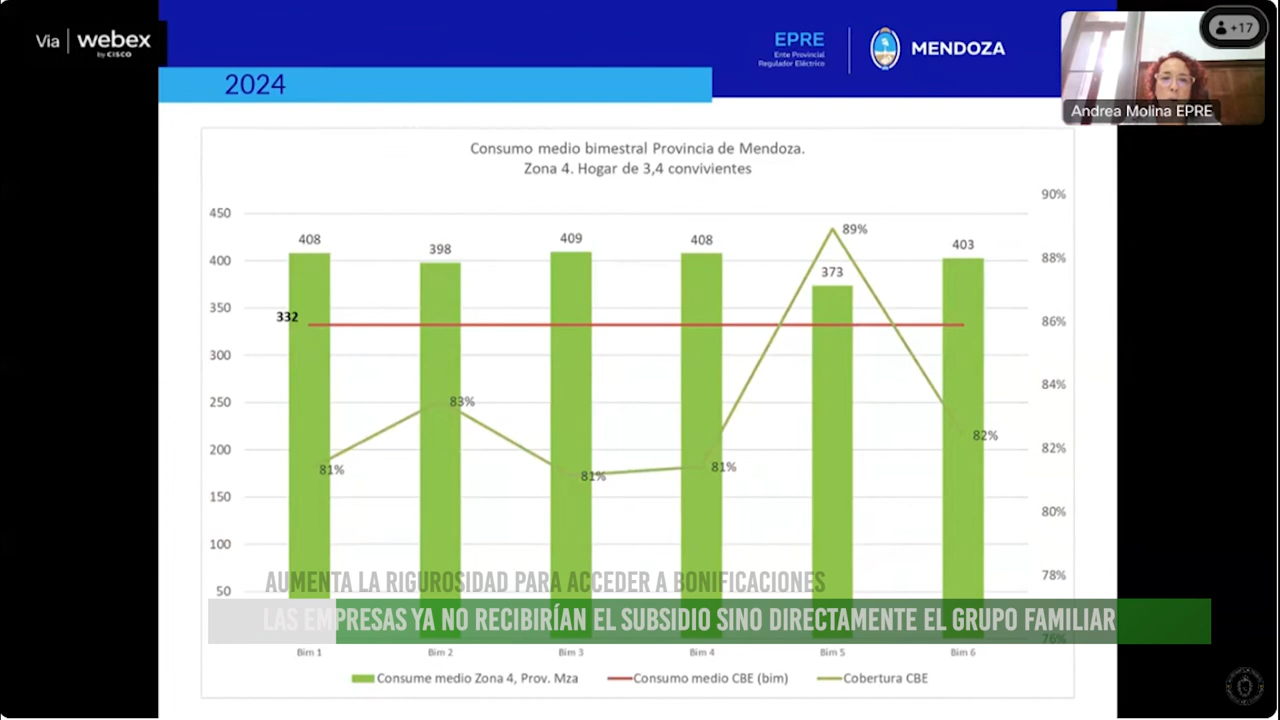 Via webex
by CISCO
EPRE
Ente Provincial
Regulador Eléctrico
MENDOZA
+17
Andrea Molina EPRE
2024
Consumo medio bimestral Provincia de Mendoza.
Zona 4. Hogar de 3,4 convivientes
90%
450
408
398
409
408
89%
373
403
88%
400
350
332
86%
300
84%
250
83%
82%
82%
200
81%
81%
81%
150
80%
100
78%
50
AUMENTA LA RIGUROSIDAD PARA ACCEDER A BONIFICACIONES
LAS EMPRESAS YA NO RECIBIRÍAN EL SUBSIDIO SINO DIRECTAMENTE EL GRUPO FAMILIAR
76%
Bim 1
Bim 2
Bim 3
Bim 4
Bim 5
Bim 6
Consume medio Zona 4, Prov. Mza
Consumo medio CBE (bim)
Cobertura CBE